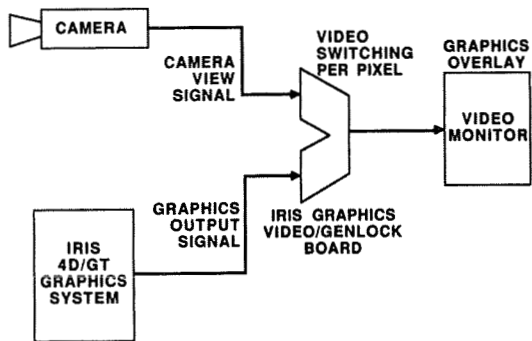 CAMERA
CAMERA
VIEW
SIGNAL
VIDEO
SWITCHING
PER PIXEL
GRAPHICS
OVERLAY
VIDEO
MONITOR
GRAPHICS
OUTPUT
SIGNAL
IRIS GRAPHICS
VIDEO/GENLOCK
BOARD
IRIS
4D/GT
GRAPHICS
SYSTEM